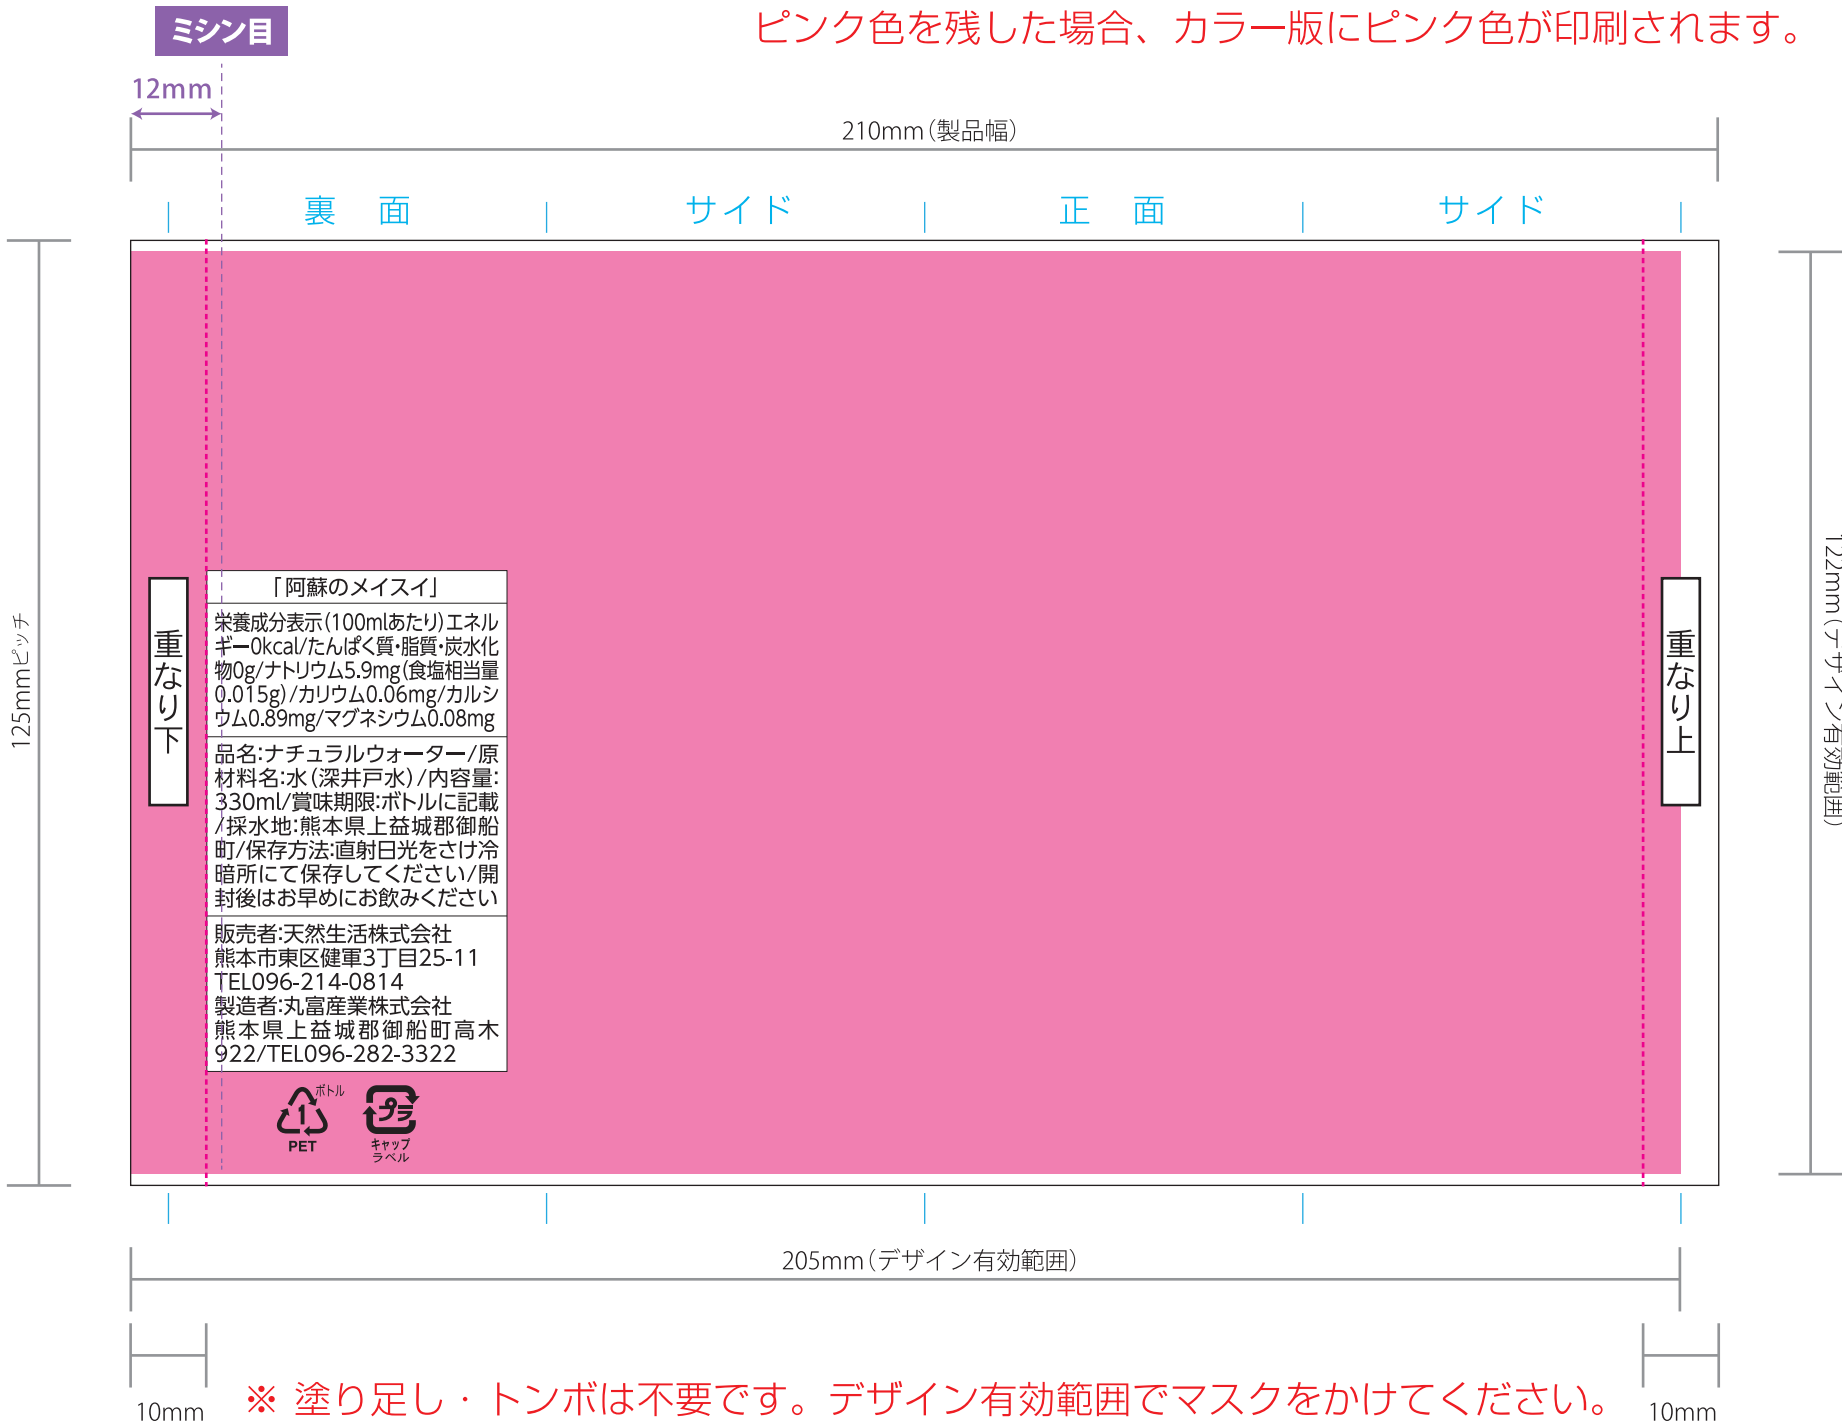 ミシン目
ピンク色を残した場合、カラー版にピンク色が印刷されます。
12mm
210mm(製品幅)
裏 面
サイド
正 面
サイド
125mmピッチ
122mm(デザイン有効範囲)
重なり下
重なり上
「阿蘇のメイスイ」
栄養成分表示(100mlあたり)エネル
ギー0kcal/たんぱく質・脂質・炭水化
物0g/ナトリウム5.9mg(食塩相当量
0.015g)/カリウム0.06mg/カルシ
ウム0.89mg/マグネシウム0.08mg
品名:ナチュラルウォーター/原
材料名:水(深井戸水)/内容量:
330ml/賞味期限:ボトルに記載
/採水地:熊本県上益城郡御船
町/保存方法:直射日光をさけ冷
暗所にて保存してください/開
封後はお早めにお飲みください
販売者:天然生活株式会社
熊本市東区健軍3丁目25-11
TEL096-214-0814
製造者:丸富産業株式会社
熊本県上益城郡御船町高木
922/TEL096-282-3322
ボトル
1
PET
プラ
キャップ
ラベル
205mm(デザイン有効範囲)
10mm
※ 塗り足し・トンボは不要です。デザイン有効範囲でマスクをかけてください。
10mm